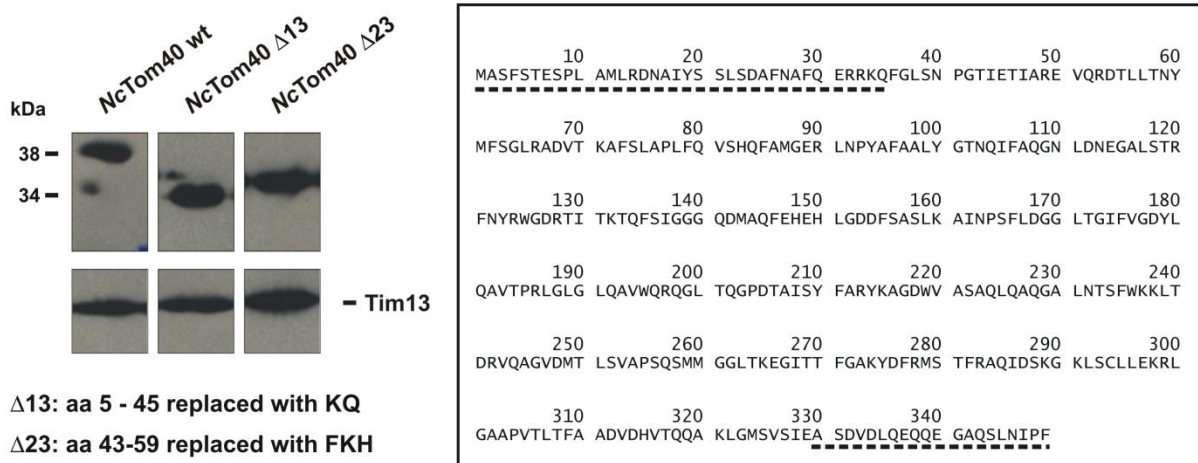 NcTom40 wt
NcTom40 Δ13
NcTom40 Δ23
kDa
38
34
Tim13
Δ13: aa 5 - 45 replaced with KQ
Δ23: aa 43-59 replaced with FKH
10 20 30 40 50 60
MASFSTESPL AMLRDNAIYS SLSDAFNAFQ ERRKQFGLSN PGTIETIARE VQRDTLLTNY
70 80 90 100 110 120
MFSGLRADVT KAFSLAPLFQ VSHQFAMGER LNPYAFAALY GTNQIFAQGN LDNEGALSTR
130 140 150 160 170 180
FNYRWGDRTI TKTQFSIGGG QDMAQFEHEH LGDDFSASLK AINPSFLDGG LTGIFVGDYL
190 200 210 220 230 240
QAVTPRLGLG LQAVWQRQGL TQGPDTAISY FARYKAGDWV ASAQLQAQGA LNTSFWKKLT
250 260 270 280 290 300
DRVQAGVDMT LSVAPSQSMM GGLTKEGITT FGAKYDFRMS TFRAQIDSKG KLSCLLEKRL
310 320 330 340
GAAPVTLTFA ADVDHVTQQA KLGMSVSIEA SDVDLQEQQE GAQSLNIPF